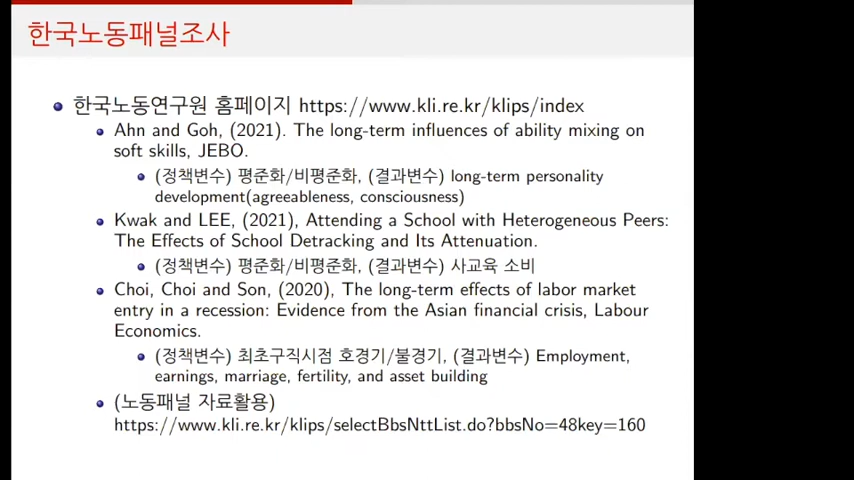 한국노동패널조사
한국노동연구원 홈페이지 https://www.kli.re.kr/klips/index
Ahn and Goh, (2021). The long-term influences of ability mixing on
soft skills, JEBO.
(정책변수) 평준화/비평준화, (결과변수) long-term personality
development(agreeableness, consciousness)
Kwak and LEE, (2021), Attending a School with Heterogeneous Peers:
The Effects of School Detracking and Its Attenuation.
(정책변수) 평준화/비평준화, (결과변수) 사교육 소비
Choi, Choi and Son, (2020), The long-term effects of labor market
entry in a recession: Evidence from the Asian financial crisis, Labour
Economics.
(정책변수) 최초구직시점 호경기/불경기, (결과변수) Employment,
earnings, marriage, fertility, and asset building
(노동패널 자료활용)
https://www.kli.re.kr/klips/selectBbsNttList.do?bbsNo=48key=160